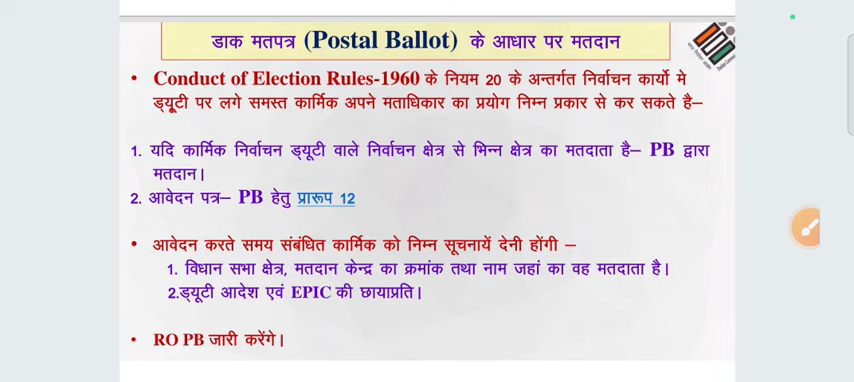 डाक मतपत्र (Postal Ballot) के आधार पर मतदान
• Conduct of Election Rules-1960 के नियम 20 के अन्तर्गत निर्वाचन कार्यो मे
ड्यूटी पर लगे समस्त कार्मिक अपने मताधिकार का प्रयोग निम्न प्रकार से कर सकते है–
1. यदि कार्मिक निर्वाचन ड्यूटी वाले निर्वाचन क्षेत्र से भिन्न क्षेत्र का मतदाता है– PB द्वारा
मतदान।
2. आवेदन पत्र– PB हेतु प्रारूप 12
• आवेदन करते समय संबंधित कार्मिक को निम्न सूचनायें देनी होंगी –
1. विधान सभा क्षेत्र, मतदान केन्द्र का क्रमांक तथा नाम जहां का वह मतदाता है।
2.ड्यूटी आदेश एवं EPIC की छायाप्रति।
• RO PB जारी करेंगे।